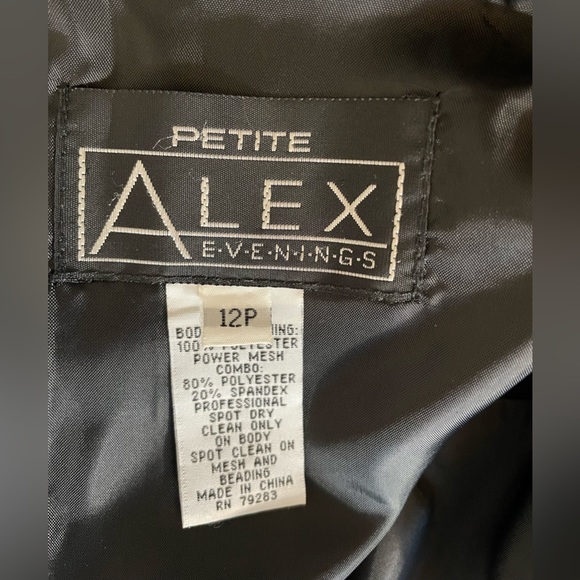 PETITE
ALEX
E·V·E·N·I·N·G·S
12P
100%
POWER MESH
COMBO:
80% POLYESTER
20% SPANDEX
PROFESSIONAL
SPOT DRY
CLEAN ONLY
ON BODY
SPOT CLEAN ON
MESH AND
BEADING
MADE IN CHINA
RN 79283